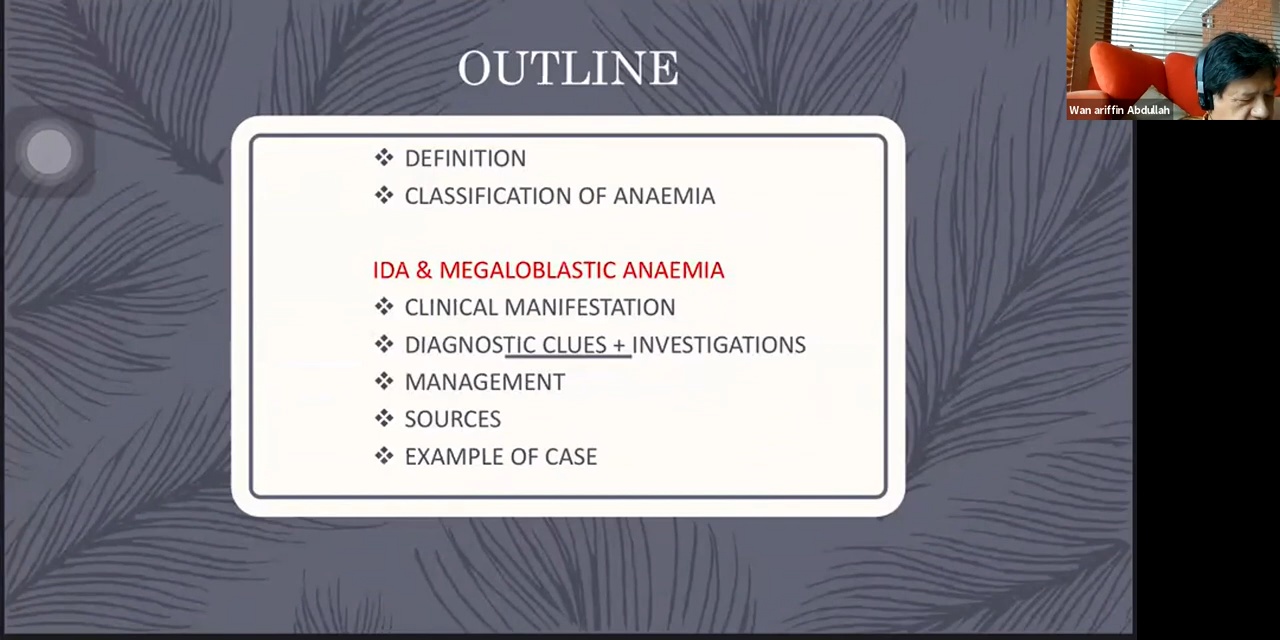 OUTLINE
Wan ariffin Abdullah
❖ DEFINITION
❖ CLASSIFICATION OF ANAEMIA
IDA & MEGALOBLASTIC ANAEMIA
❖ CLINICAL MANIFESTATION
❖ DIAGNOSTIC CLUES + INVESTIGATIONS
❖ MANAGEMENT
❖ SOURCES
❖ EXAMPLE OF CASE